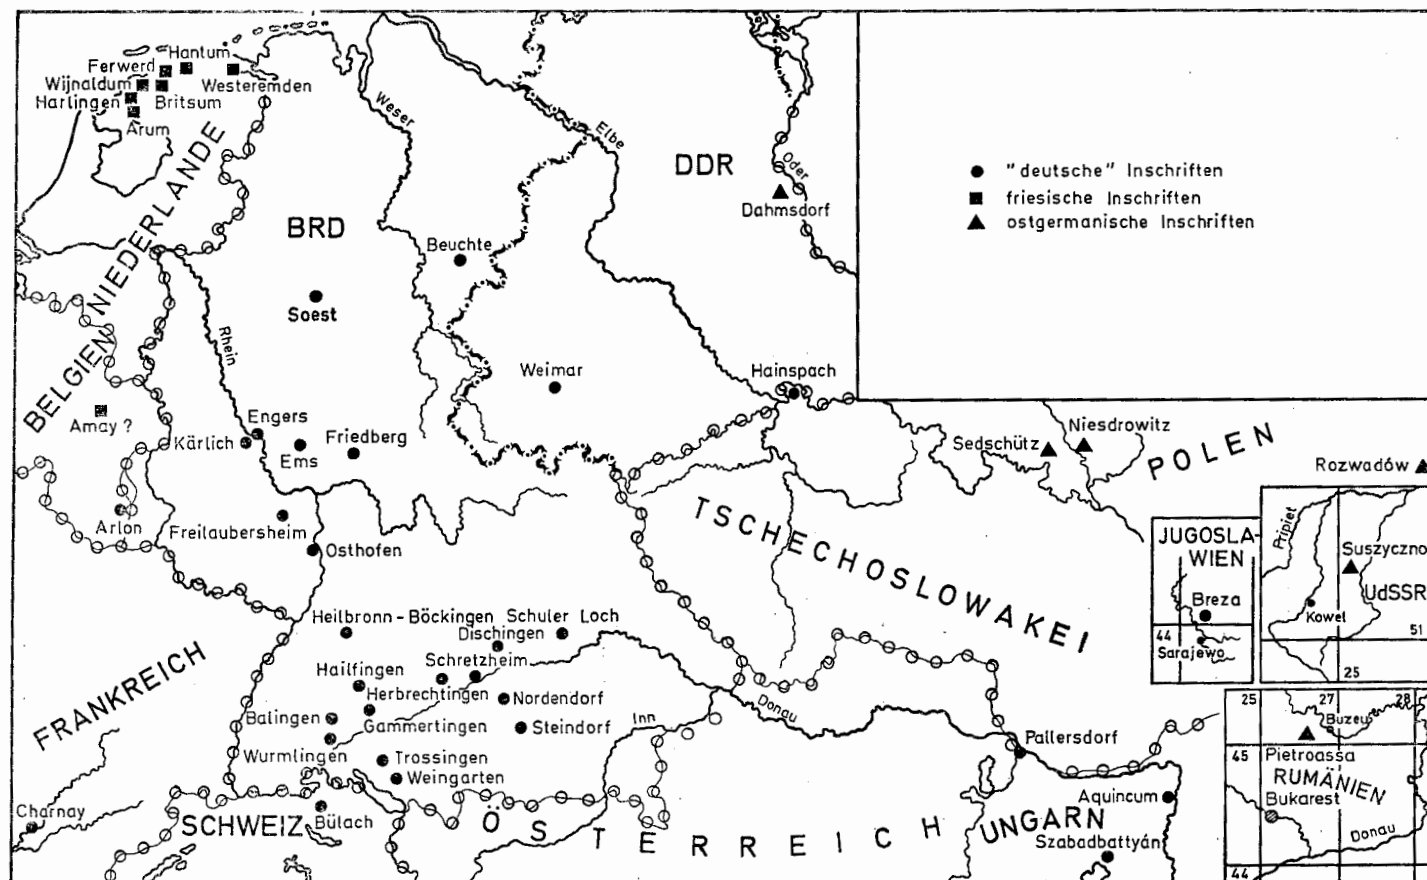 Hantum
Ferwerd
Wijnaldum
Westeremden
Harlingen
Britsum
Arum
Weser
Elbe
Oder
DDR
Dahmsdorf
"deutsche" Inschriften
friesische Inschriften
ostgermanische Inschriften
NIEDERLANDE
BRD
Beuchte
Soest
Rhein
BELGIEN
Weimar
Hainspach
Amay ?
Engers
Kärlich
Friedberg
Ems
Sedschütz
Niesdrowitz
POLEN
Rozwadów
Arlon
Freilaubersheim
Osthofen
TSCHECHOSLOWAKEI
JUGOSLA-
WIEN
Breza
44
Sarajewo
Pripiet
Suszyczno
UdSSR
Kowel
51
25
Heilbronn-Böckingen
Schuler Loch
Dischingen
Schretzheim
Hailfingen
Herbrechtingen
Nordendorf
FRANKREICH
Balingen
Gammertingen
Steindorf
Inn
Donau
Wurmlingen
Trossingen
Weingarten
Pallersdorf
25
27
28
Buzeu
45
Pietroassa
RUMÄNIEN
Bukarest
Donau
44
Charnay
SCHWEIZ
Bülach
ÖSTERREICH
UNGARN
Aquincum
Szabadbattyán